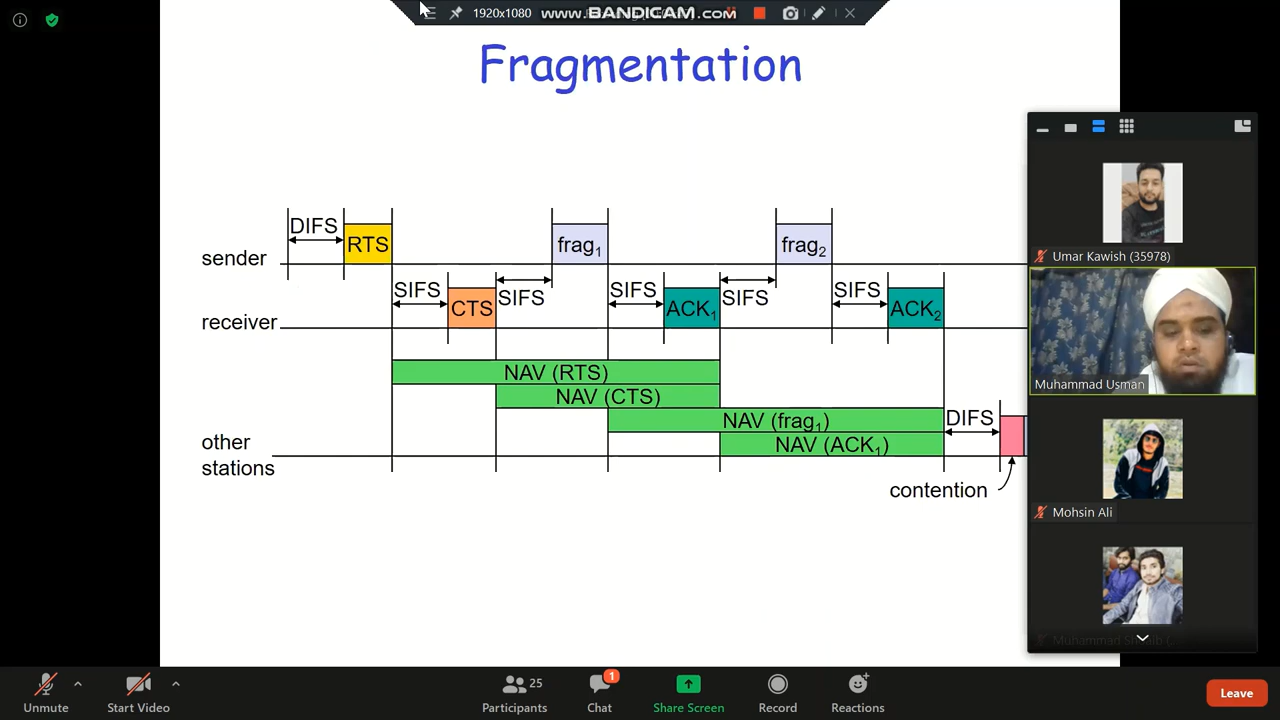 1920x1080
www.BANDICAM.com
Fragmentation
DIFS
RTS
frag1
frag2
sender
SIFS
CTS
SIFS
SIFS
ACK1
SIFS
SIFS
ACK2
receiver
NAV (RTS)
NAV (CTS)
NAV (frag1)
NAV (ACK1)
DIFS
other
stations
contention
Umar Kawish (35978)
Muhammad Usman
Mohsin Ali
Unmute
Start Video
Participants
25
Chat
1
Share Screen
Record
Reactions
Leave